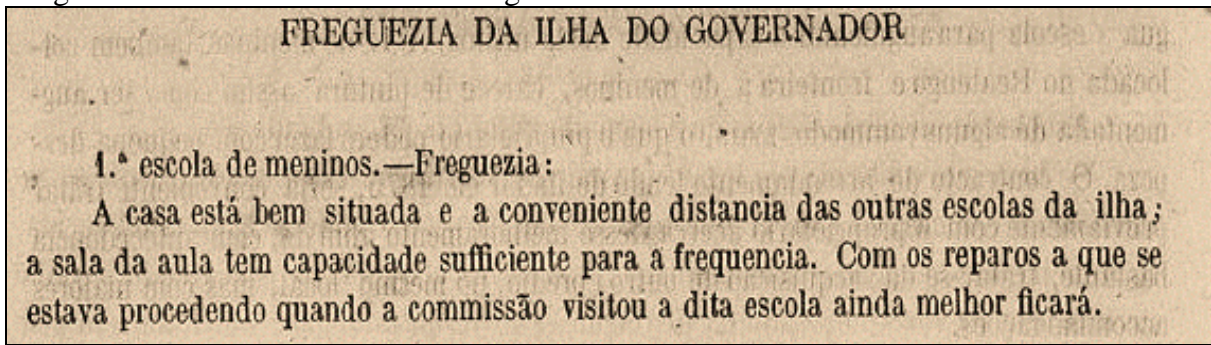 FREGUEZIA DA ILHA DO GOVERNADOR
1.ª escola de meninos.—Freguezia:
A casa está bem situada e a conveniente distancia das outras escolas da ilha;
a sala da aula tem capacidade sufficiente para a frequencia. Com os reparos a que se
estava procedendo quando a commissão visitou a dita escola ainda melhor ficará.